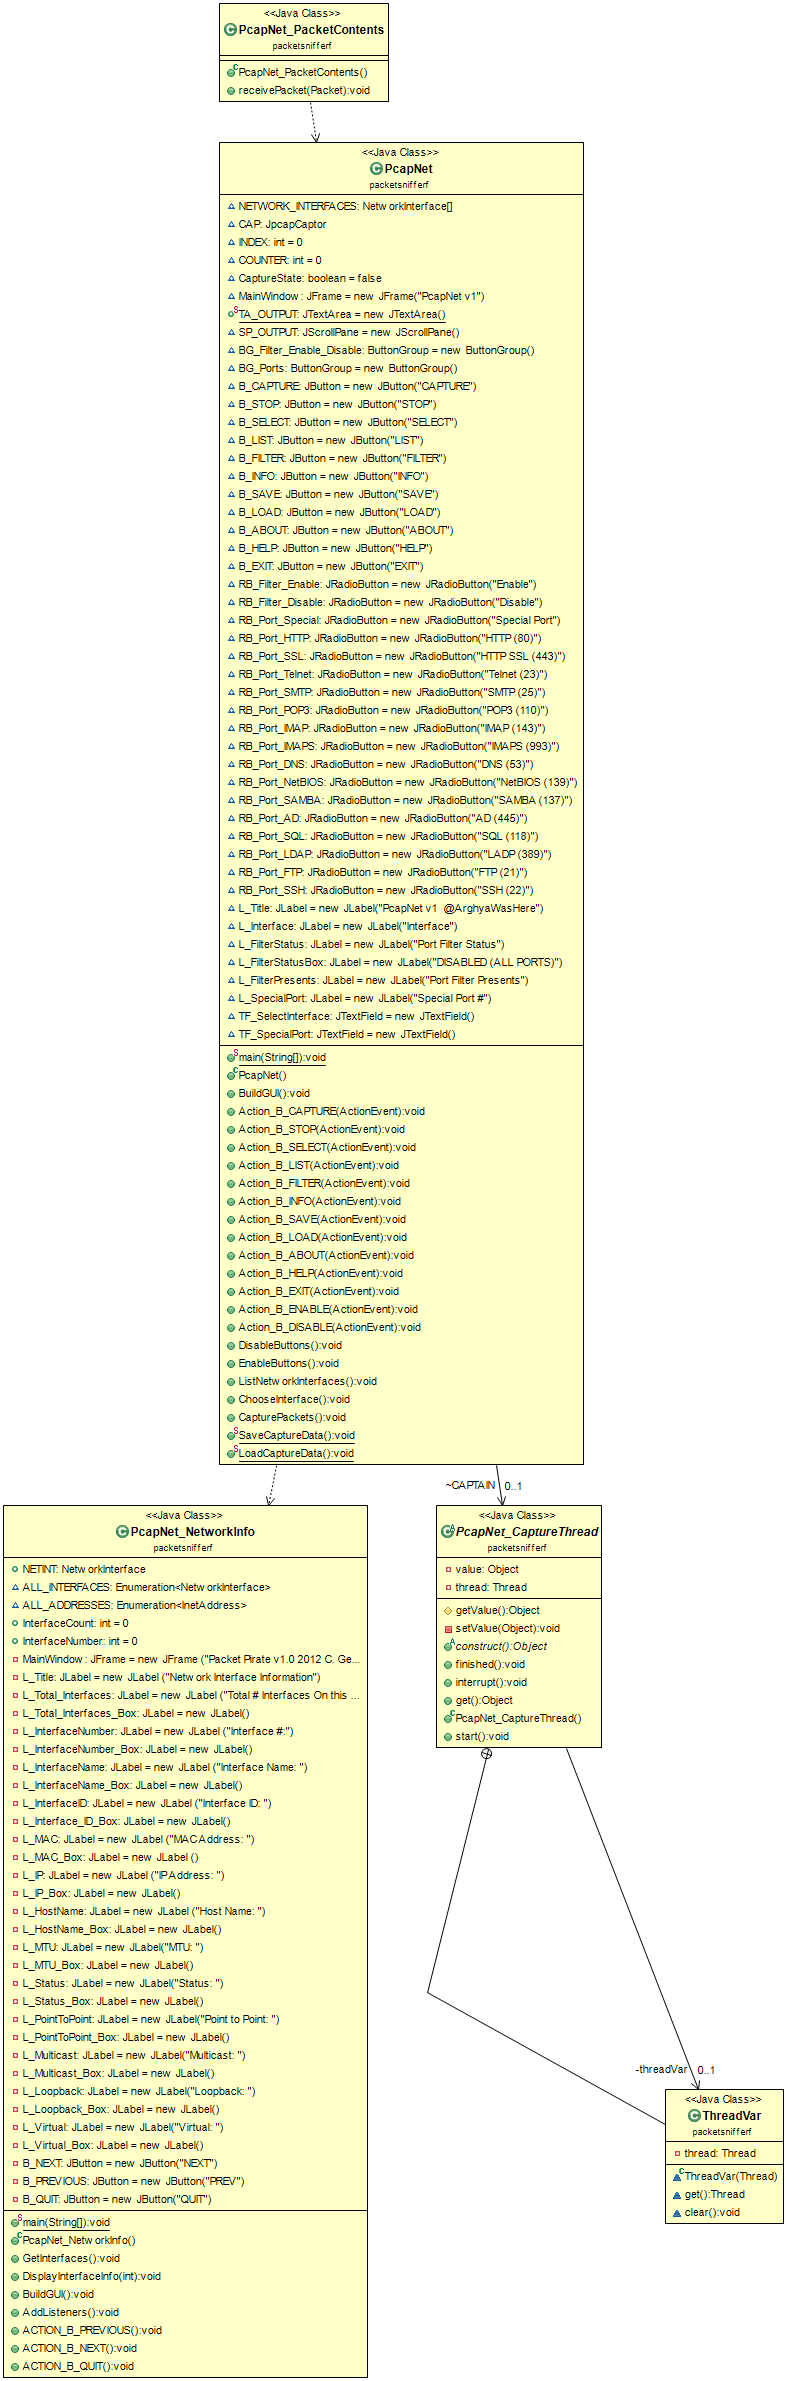 <<Java Class>>
PcapNet_PacketContents
packetsnifferf
PcapNet_PacketContents()
receivePacket(Packet):void
<<Java Class>>
PcapNet
packetsnifferf
NETWORK_INTERFACES: NetworkInterface[]
CAP: JpcapCaptor
INDEX: int = 0
COUNTER: int = 0
CaptureState: boolean = false
MainWindow: JFrame = new JFrame("PcapNet v1")
TA_OUTPUT: JTextArea = new JTextArea()
SP_OUTPUT: JScrollPane = new JScrollPane()
BG_Filter_Enable_Disable: ButtonGroup = new ButtonGroup()
BG_Ports: ButtonGroup = new ButtonGroup()
B_CAPTURE: JButton = new JButton("CAPTURE")
B_STOP: JButton = new JButton("STOP")
B_SELECT: JButton = new JButton("SELECT")
B_LIST: JButton = new JButton("LIST")
B_FILTER: JButton = new JButton("FILTER")
B_INFO: JButton = new JButton("INFO")
B_SAVE: JButton = new JButton("SAVE")
B_LOAD: JButton = new JButton("LOAD")
B_ABOUT: JButton = new JButton("ABOUT")
B_HELP: JButton = new JButton("HELP")
B_EXIT: JButton = new JButton("EXIT")
RB_Filter_Enable: JRadioButton = new JRadioButton("Enable")
RB_Filter_Disable: JRadioButton = new JRadioButton("Disable")
RB_Port_Special: JRadioButton = new JRadioButton("Special Port")
RB_Port_HTTP: JRadioButton = new JRadioButton("HTTP (80)")
RB_Port_SSL: JRadioButton = new JRadioButton("HTTP SSL (443)")
RB_Port_Telnet: JRadioButton = new JRadioButton("Telnet (23)")
RB_Port_SMTP: JRadioButton = new JRadioButton("SMTP (25)")
RB_Port_POP3: JRadioButton = new JRadioButton("POP3 (110)")
RB_Port_IMAP: JRadioButton = new JRadioButton("IMAP (143)")
RB_Port_IMAPS: JRadioButton = new JRadioButton("IMAPS (993)")
RB_Port_DNS: JRadioButton = new JRadioButton("DNS (53)")
RB_Port_NetBIOS: JRadioButton = new JRadioButton("NetBIOS (139)")
RB_Port_SAMBA: JRadioButton = new JRadioButton("SAMBA (137)")
RB_Port_AD: JRadioButton = new JRadioButton("AD (445)")
RB_Port_SQL: JRadioButton = new JRadioButton("SQL (118)")
RB_Port_LDAP: JRadioButton = new JRadioButton("LADP (389)")
RB_Port_FTP: JRadioButton = new JRadioButton("FTP (21)")
RB_Port_SSH: JRadioButton = new JRadioButton("SSH (22)")
L_Title: JLabel = new JLabel("PcapNet v1 @ArghyaWasHere")
L_Interface: JLabel = new JLabel("Interface")
L_FilterStatus: JLabel = new JLabel("Port Filter Status")
L_FilterStatusBox: JLabel = new JLabel("DISABLED (ALL PORTS)")
L_FilterPresents: JLabel = new JLabel("Port Filter Presents")
L_SpecialPort: JLabel = new JLabel("Special Port #")
TF_SelectInterface: JTextField = new JTextField()
TF_SpecialPort: JTextField = new JTextField()
main(String[]):void
PcapNet()
BuildGUI():void
Action_B_CAPTURE(ActionEvent):void
Action_B_STOP(ActionEvent):void
Action_B_SELECT(ActionEvent):void
Action_B_LIST(ActionEvent):void
Action_B_FILTER(ActionEvent):void
Action_B_INFO(ActionEvent):void
Action_B_SAVE(ActionEvent):void
Action_B_LOAD(ActionEvent):void
Action_B_ABOUT(ActionEvent):void
Action_B_HELP(ActionEvent):void
Action_B_EXIT(ActionEvent):void
Action_B_ENABLE(ActionEvent):void
Action_B_DISABLE(ActionEvent):void
DisableButtons():void
EnableButtons():void
ListNetworkInterfaces():void
ChooseInterface():void
CapturePackets():void
SaveCaptureData():void
LoadCaptureData():void
~CAPTAIN 0..1
<<Java Class>>
PcapNet_NetworkInfo
packetsnifferf
NETINT: NetworkInterface
ALL_INTERFACES: Enumeration<NetworkInterface>
ALL_ADDRESSES: Enumeration<InetAddress>
InterfaceCount: int = 0
InterfaceNumber: int = 0
MainWindow: JFrame = new JFrame ("Packet Pirate v1.0 2012 C. Ge...
L_Title: JLabel = new JLabel ("Network Interface Information")
L_Total_Interfaces: JLabel = new JLabel ("Total # Interfaces On this ...
L_Total_Interfaces_Box: JLabel = new JLabel()
L_InterfaceNumber: JLabel = new JLabel ("Interface #:")
L_InterfaceNumber_Box: JLabel = new JLabel()
L_InterfaceName: JLabel = new JLabel ("Interface Name: ")
L_InterfaceName_Box: JLabel = new JLabel()
L_InterfaceID: JLabel = new JLabel ("Interface ID: ")
L_Interface_ID_Box: JLabel = new JLabel()
L_MAC: JLabel = new JLabel ("MAC Address: ")
L_MAC_Box: JLabel = new JLabel ()
L_IP: JLabel = new JLabel ("IP Address: ")
L_IP_Box: JLabel = new JLabel()
L_HostName: JLabel = new JLabel ("Host Name: ")
L_HostName_Box: JLabel = new JLabel()
L_MTU: JLabel = new JLabel("MTU: ")
L_MTU_Box: JLabel = new JLabel()
L_Status: JLabel = new JLabel("Status: ")
L_Status_Box: JLabel = new JLabel()
L_PointToPoint: JLabel = new JLabel("Point to Point: ")
L_PointToPoint_Box: JLabel = new JLabel()
L_Multicast: JLabel = new JLabel("Multicast: ")
L_Multicast_Box: JLabel = new JLabel()
L_Loopback: JLabel = new JLabel("Loopback: ")
L_Loopback_Box: JLabel = new JLabel()
L_Virtual: JLabel = new JLabel("Virtual: ")
L_Virtual_Box: JLabel = new JLabel()
B_NEXT: JButton = new JButton("NEXT")
B_PREVIOUS: JButton = new JButton("PREV")
B_QUIT: JButton = new JButton("QUIT")
main(String[]):void
PcapNet_NetworkInfo()
GetInterfaces():void
DisplayInterfaceInfo(int):void
BuildGUI():void
AddListeners():void
ACTION_B_PREVIOUS():void
ACTION_B_NEXT():void
ACTION_B_QUIT():void
<<Java Class>>
PcapNet_CaptureThread
packetsnifferf
value: Object
thread: Thread
getValue():Object
setValue(Object):void
construct():Object
finished():void
interrupt():void
get():Object
PcapNet_CaptureThread()
start():void
-threadVar 0..1
<<Java Class>>
ThreadVar
packetsnifferf
thread: Thread
ThreadVar(Thread)
get():Thread
clear():void